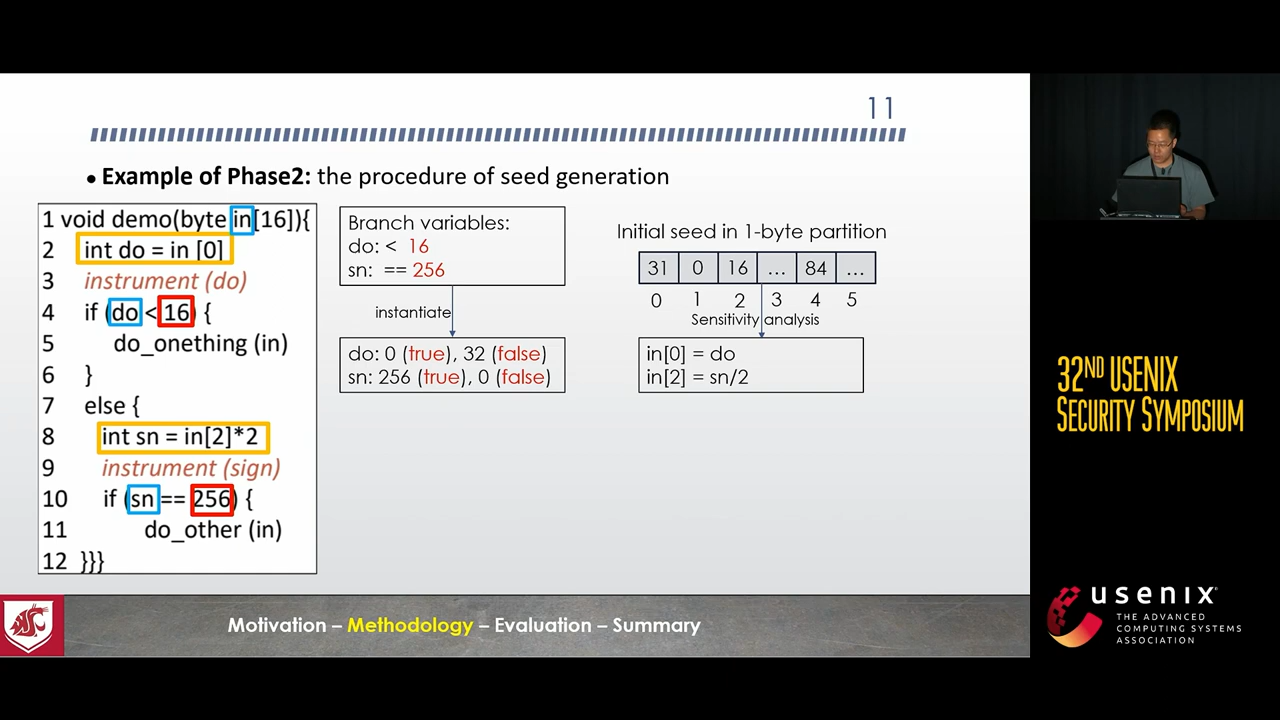 11
● Example of Phase2: the procedure of seed generation
1 void demo(byte in[16]){
2 int do = in [0]
3 instrument (do)
4 if (do < 16) {
5 do_onething (in)
6 }
7 else {
8 int sn = in[2]*2
9 instrument (sign)
10 if (sn == 256) {
11 do_other (in)
12 }}}
Branch variables:
do: < 16
sn: == 256
instantiate
do: 0 (true), 32 (false)
sn: 256 (true), 0 (false)
Initial seed in 1-byte partition
31 0 16 ... 84 ...
0 1 2 3 4 5
Sensitivity analysis
in[0] = do
in[2] = sn/2
Motivation – Methodology – Evaluation – Summary
32ND USENIX
SECURITY SYMPOSIUM
usenix
THE ADVANCED
COMPUTING SYSTEMS
ASSOCIATION